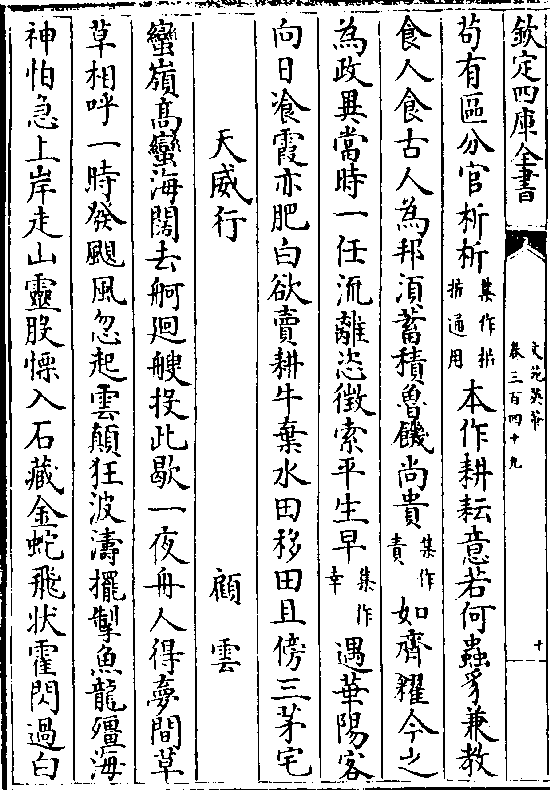 欽定四庫全書
文苑英華
卷三百四十九
十
苟有區分官析析集作通用本作耕耘意若何蟲豸兼教
食人食古人為邦須蓄積魯饑尚貴集作責如齊糴今之
為政異當時一任流離恣徵索平生早集作幸遇華陽客
向日飡霞亦肥白欲賣耕牛棄水田移田且傍三茅宅
天威行 顧雲
蠻嶺高蠻海闊去舸廻艘投此歇一夜舟人得夢間草
草相呼一時發颶風忽起雲顛狂波濤擺掣魚龍殭海
神怕急上岸走山靈股慄入石藏金蛇飛狀霍閃過白